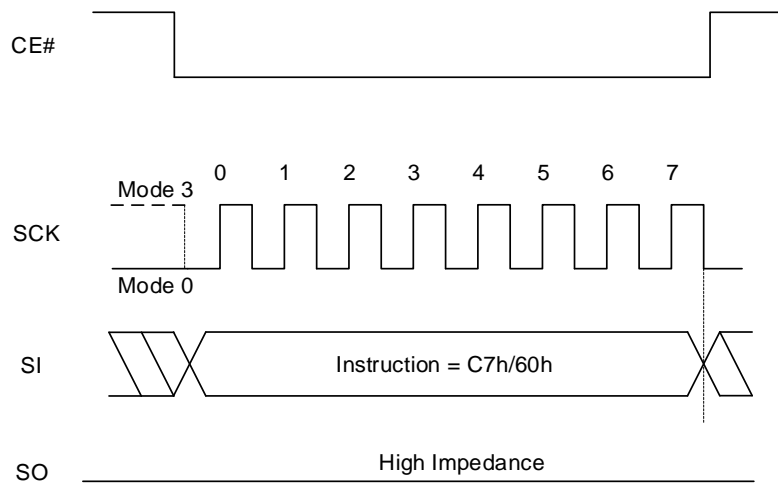 CE#
0 1 2 3 4 5 6 7
Mode 3
SCK
Mode 0
SI
Instruction = C7h/60h
High Impedance
SO